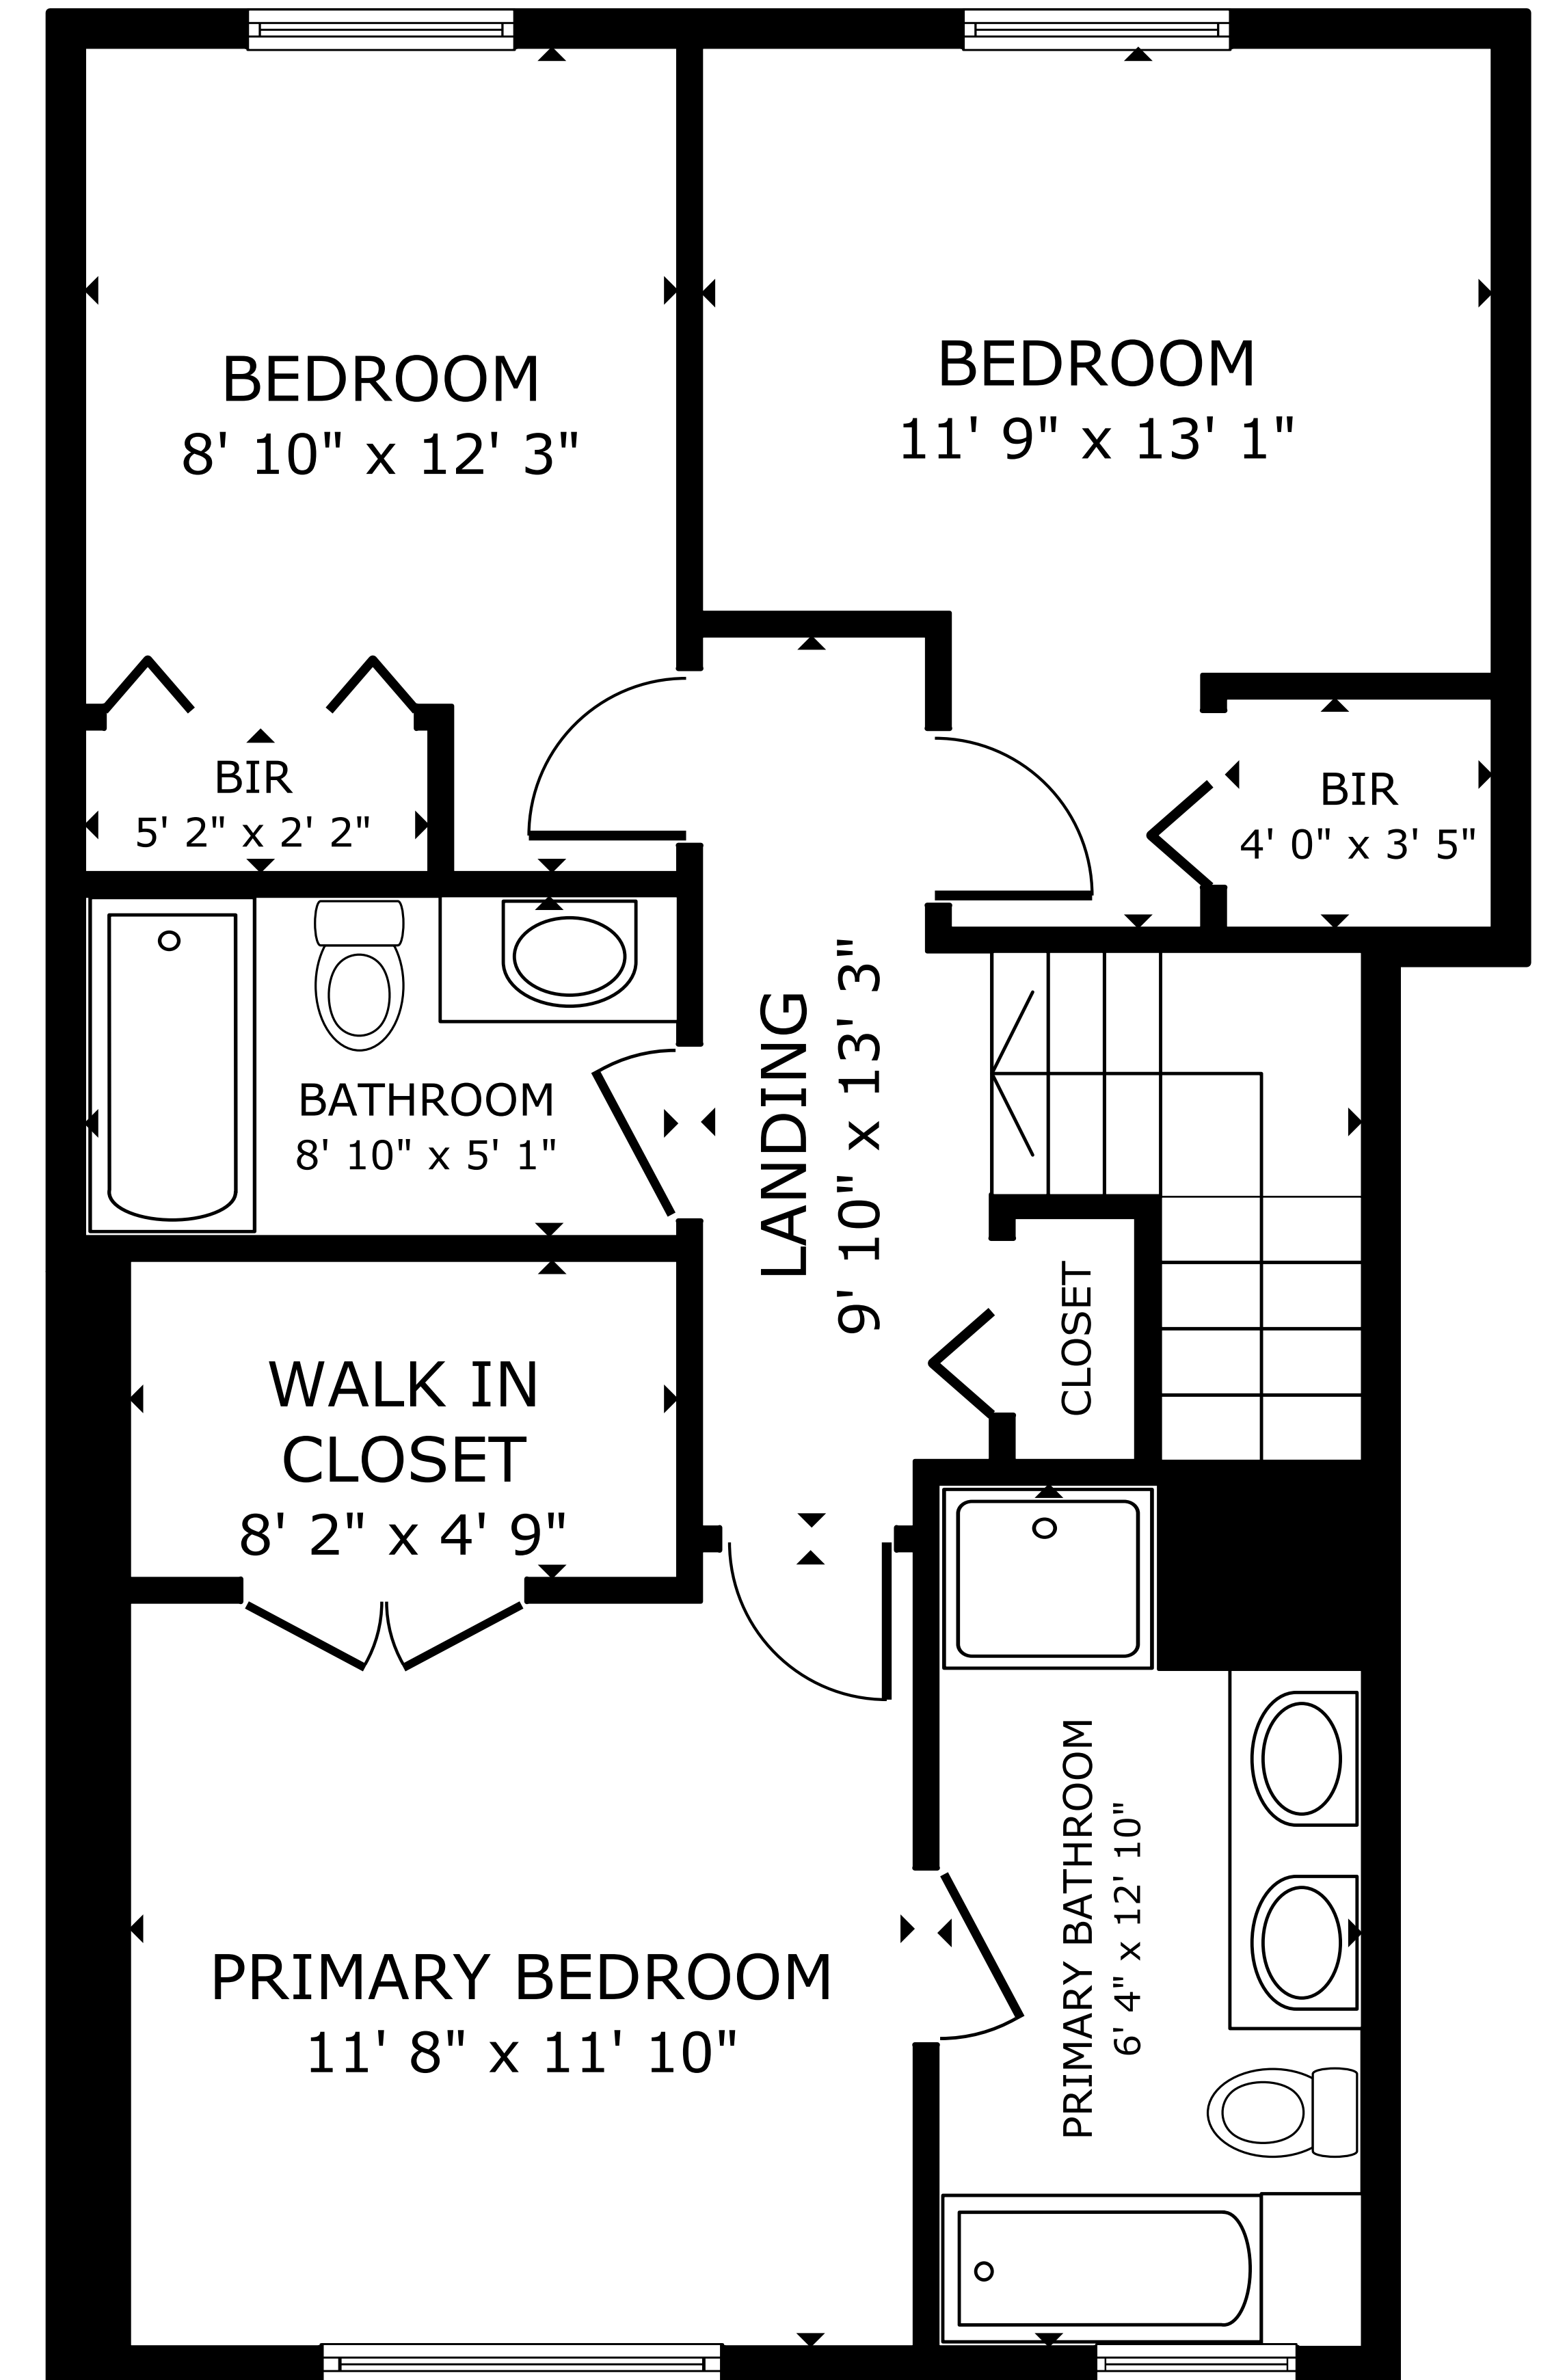 BEDROOM
8' 10" x 12' 3"
BEDROOM
11' 9" x 13' 1"
BIR
5' 2" x 2' 2"
BIR
4' 0" x 3' 5"
BATHROOM
8' 10" x 5' 1"
LANDING
9' 10" x 13' 3"
CLOSET
WALK IN
CLOSET
8' 2" x 4' 9"
PRIMARY BEDROOM
11' 8" x 11' 10"
PRIMARY BATHROOM
6' 4" x 12' 10"